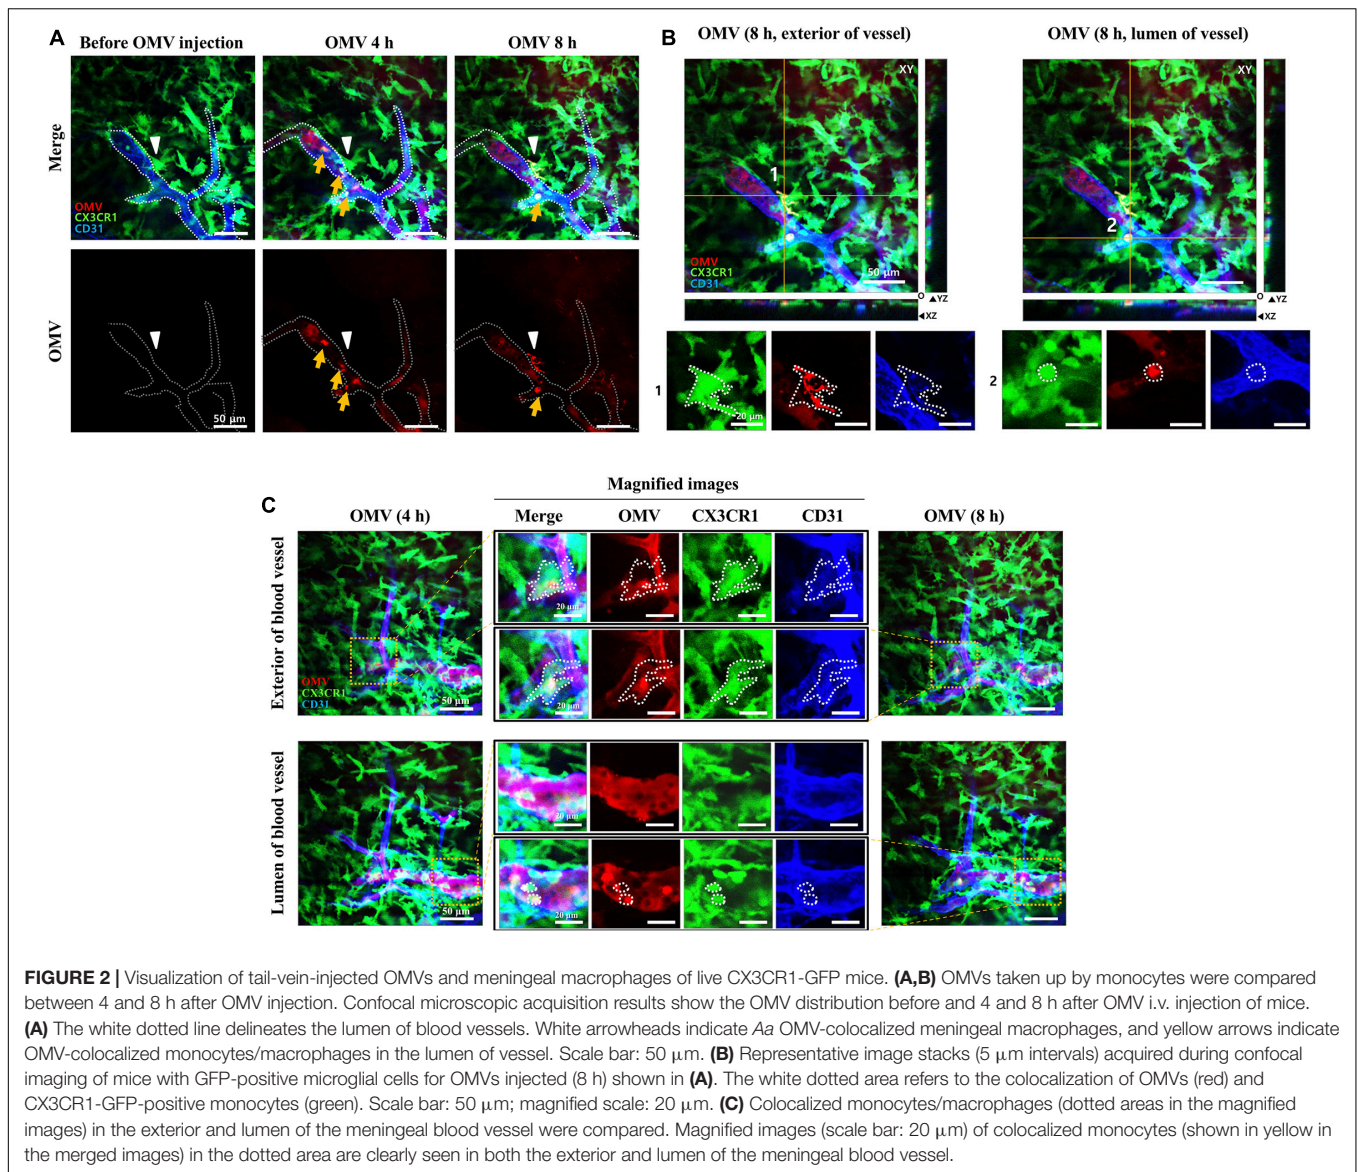 A
Before OMV injection
OMV 4 h
OMV 8 h
Merge
OMV
CX3CR1
CD31
OMV
50 µm
B
OMV (8 h, exterior of vessel)
OMV (8 h, lumen of vessel)
XY
1
OMV
CX3CR1
CD31
50 µm
O
▲YZ
◄XZ
XY
2
O
▲YZ
◄XZ
1
20 µm
2
C
Magnified images
OMV (4 h)
Merge
OMV
CX3CR1
CD31
OMV (8 h)
Exterior of blood vessel
OMV
CX3CR1
CD31
50 µm
20 µm
20 µm
Lumen of blood vessel
50 µm
20 µm
20 µm
FIGURE 2 | Visualization of tail-vein-injected OMVs and meningeal macrophages of live CX3CR1-GFP mice. (A,B) OMVs taken up by monocytes were compared
between 4 and 8 h after OMV injection. Confocal microscopic acquisition results show the OMV distribution before and 4 and 8 h after OMV i.v. injection of mice.
(A) The white dotted line delineates the lumen of blood vessels. White arrowheads indicate Aa OMV-colocalized meningeal macrophages, and yellow arrows indicate
OMV-colocalized monocytes/macrophages in the lumen of vessel. Scale bar: 50 µm. (B) Representative image stacks (5 µm intervals) acquired during confocal
imaging of mice with GFP-positive microglial cells for OMVs injected (8 h) shown in (A). The white dotted area refers to the colocalization of OMVs (red) and
CX3CR1-GFP-positive monocytes (green). Scale bar: 50 µm; magnified scale: 20 µm. (C) Colocalized monocytes/macrophages (dotted areas in the magnified
images) in the exterior and lumen of the meningeal blood vessel were compared. Magnified images (scale bar: 20 µm) of colocalized monocytes (shown in yellow in
the merged images) in the dotted area are clearly seen in both the exterior and lumen of the meningeal blood vessel.